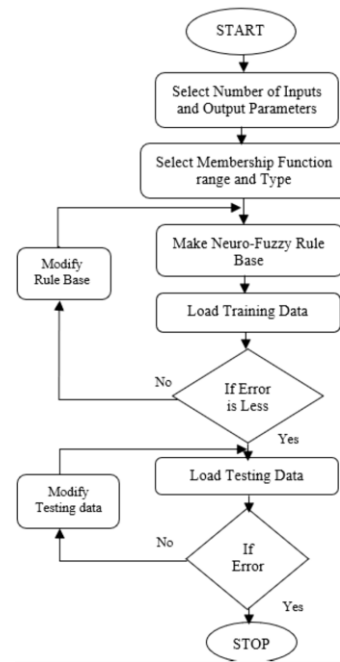 START
Select Number of Inputs
and Output Parameters
Select Membership Function
range and Type
Modify
Rule Base
Make Neuro-Fuzzy Rule
Base
Load Training Data
No
If Error
is Less
Yes
Load Testing Data
Modify
Testing data
No
If
Error
Yes
STOP